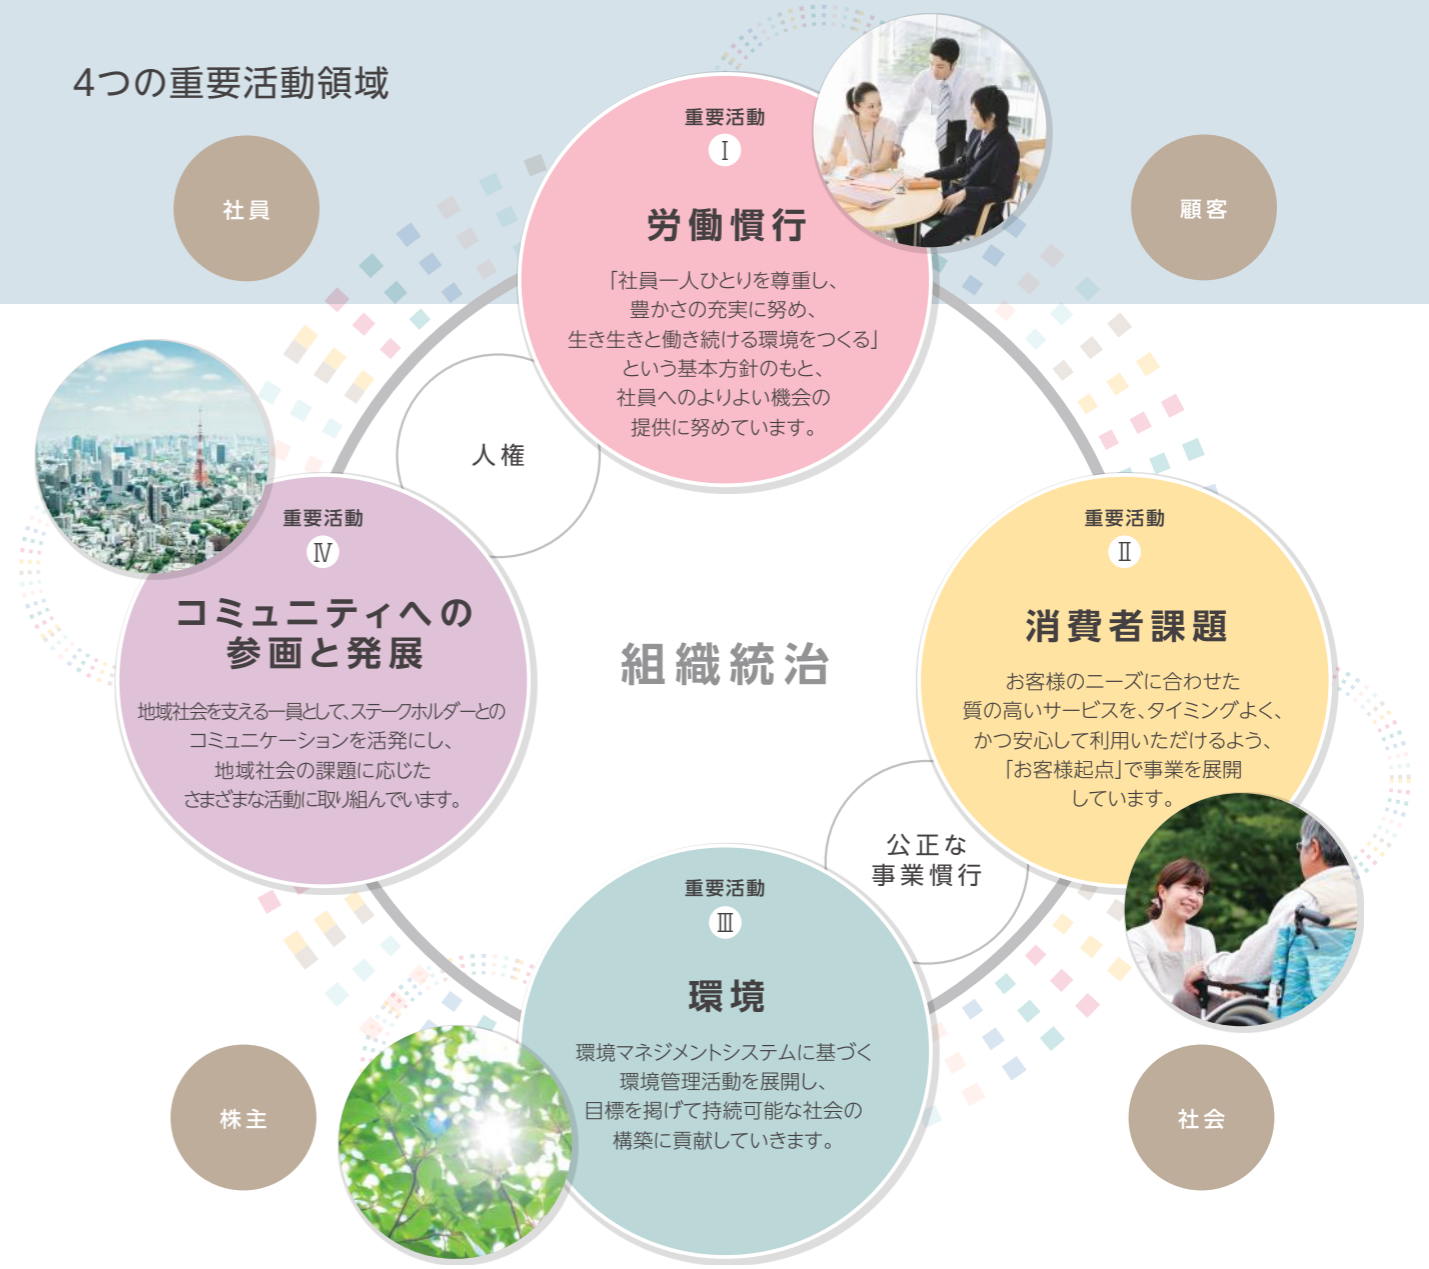 4つの重要活動領域
社員
顧客
重要活動
Ⅰ
労働慣行
「社員一人ひとりを尊重し、
豊かさの充実に努め、
生き生きと働き続ける環境をつくる」
という基本方針のもと、
社員へのよりよい機会の
提供に努めています。
人権
重要活動
Ⅳ
コミュニティへの
参画と発展
地域社会を支える一員として、ステークホルダーとの
コミュニケーションを活発にし、
地域社会の課題に応じた
さまざまな活動に取り組んでいます。
組織統治
重要活動
Ⅱ
消費者課題
お客様のニーズに合わせた
質の高いサービスを、タイミングよく、
かつ安心して利用いただけるよう、
「お客様起点」で事業を展開
しています。
公正な
事業慣行
重要活動
Ⅲ
環境
環境マネジメントシステムに基づく
環境管理活動を展開し、
目標を掲げて持続可能な社会の
構築に貢献していきます。
株主
社会